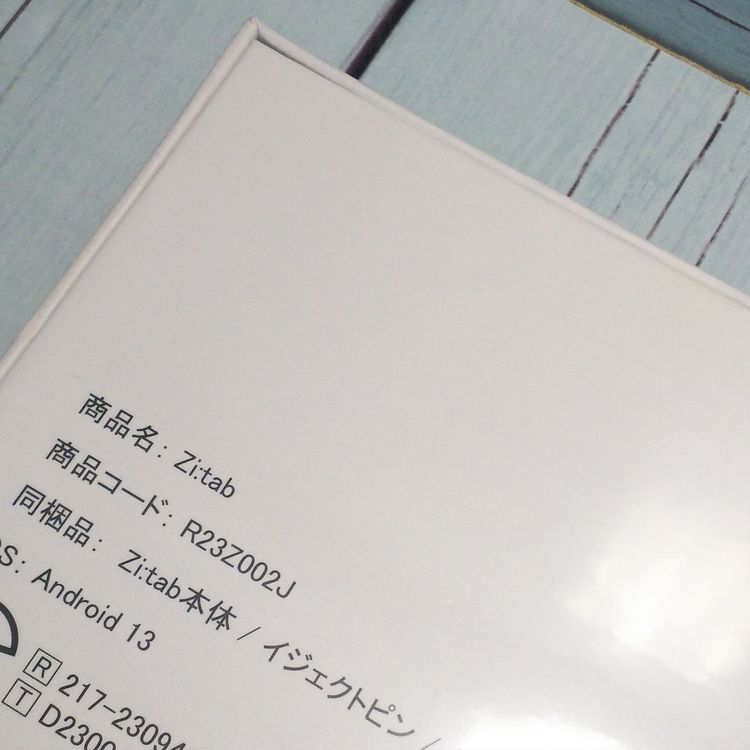 商品名: Zi:tab
商品コード: R23Z002J
同梱品: Zi:tab本体 / イジェクトピン /
OS: Android 13
R 217-23094
T D2300